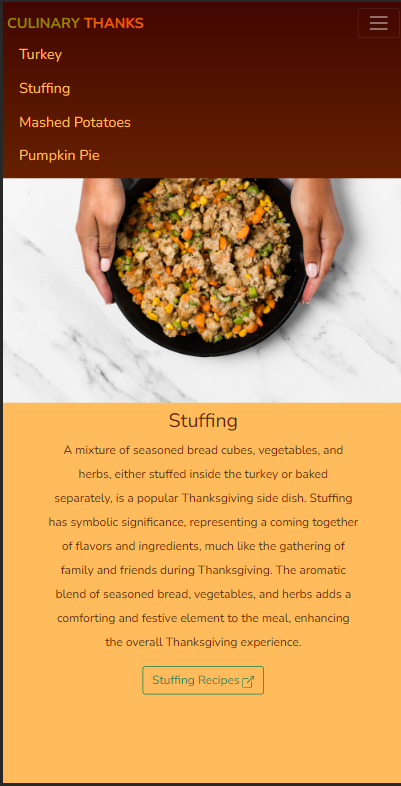 CULINARY THANKS
Turkey
Stuffing
Mashed Potatoes
Pumpkin Pie
Stuffing
A mixture of seasoned bread cubes, vegetables, and
herbs, either stuffed inside the turkey or baked
separately, is a popular Thanksgiving side dish. Stuffing
has symbolic significance, representing a coming together
of flavors and ingredients, much like the gathering of
family and friends during Thanksgiving. The aromatic
blend of seasoned bread, vegetables, and herbs adds a
comforting and festive element to the meal, enhancing
the overall Thanksgiving experience.
Stuffing Recipes